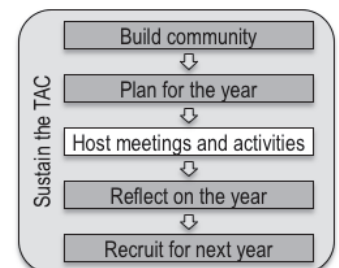 Sustain the TAC
Build community
Plan for the year
Host meetings and activities
Reflect on the year
Recruit for next year